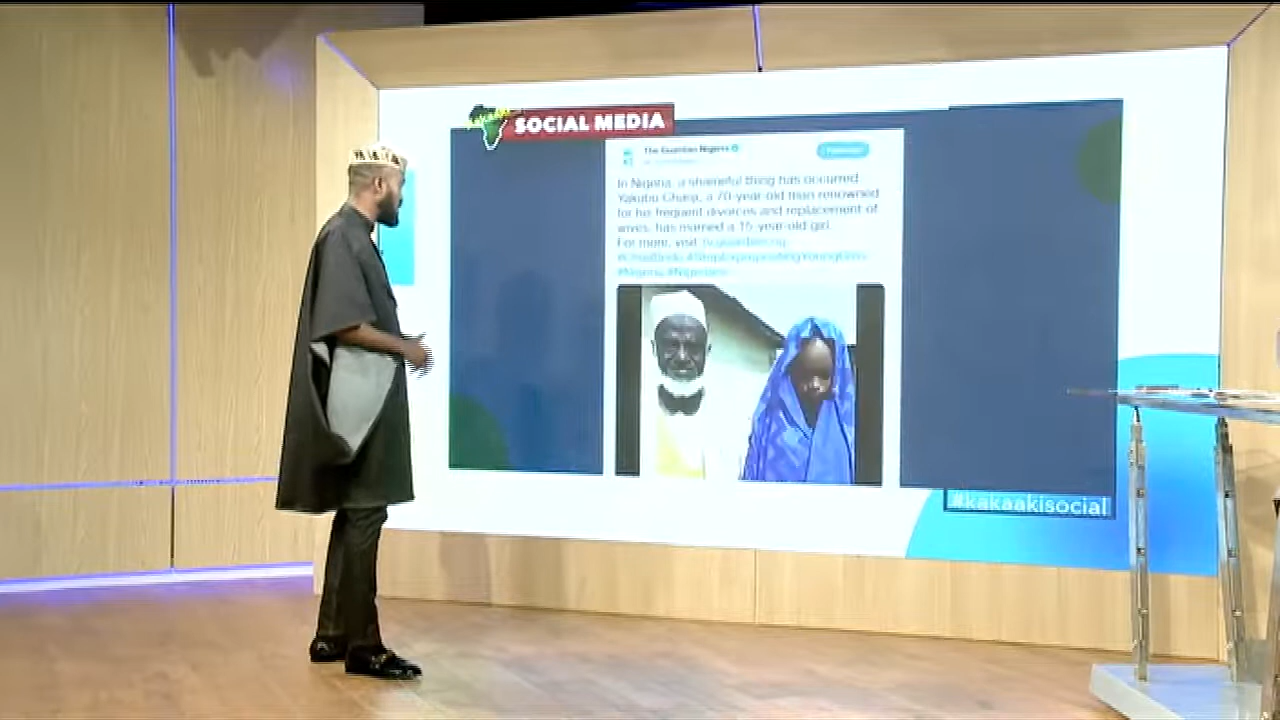 SOCIAL MEDIA
The Guardian Nigeria
In Nigeria, a shameful thing has occurred
Yakubu Chanji, a 70-year-old man renowned
for his frequent divorces and replacement of
wives, has married a 15-year-old girl.
For more, visit
#kakaakisocial